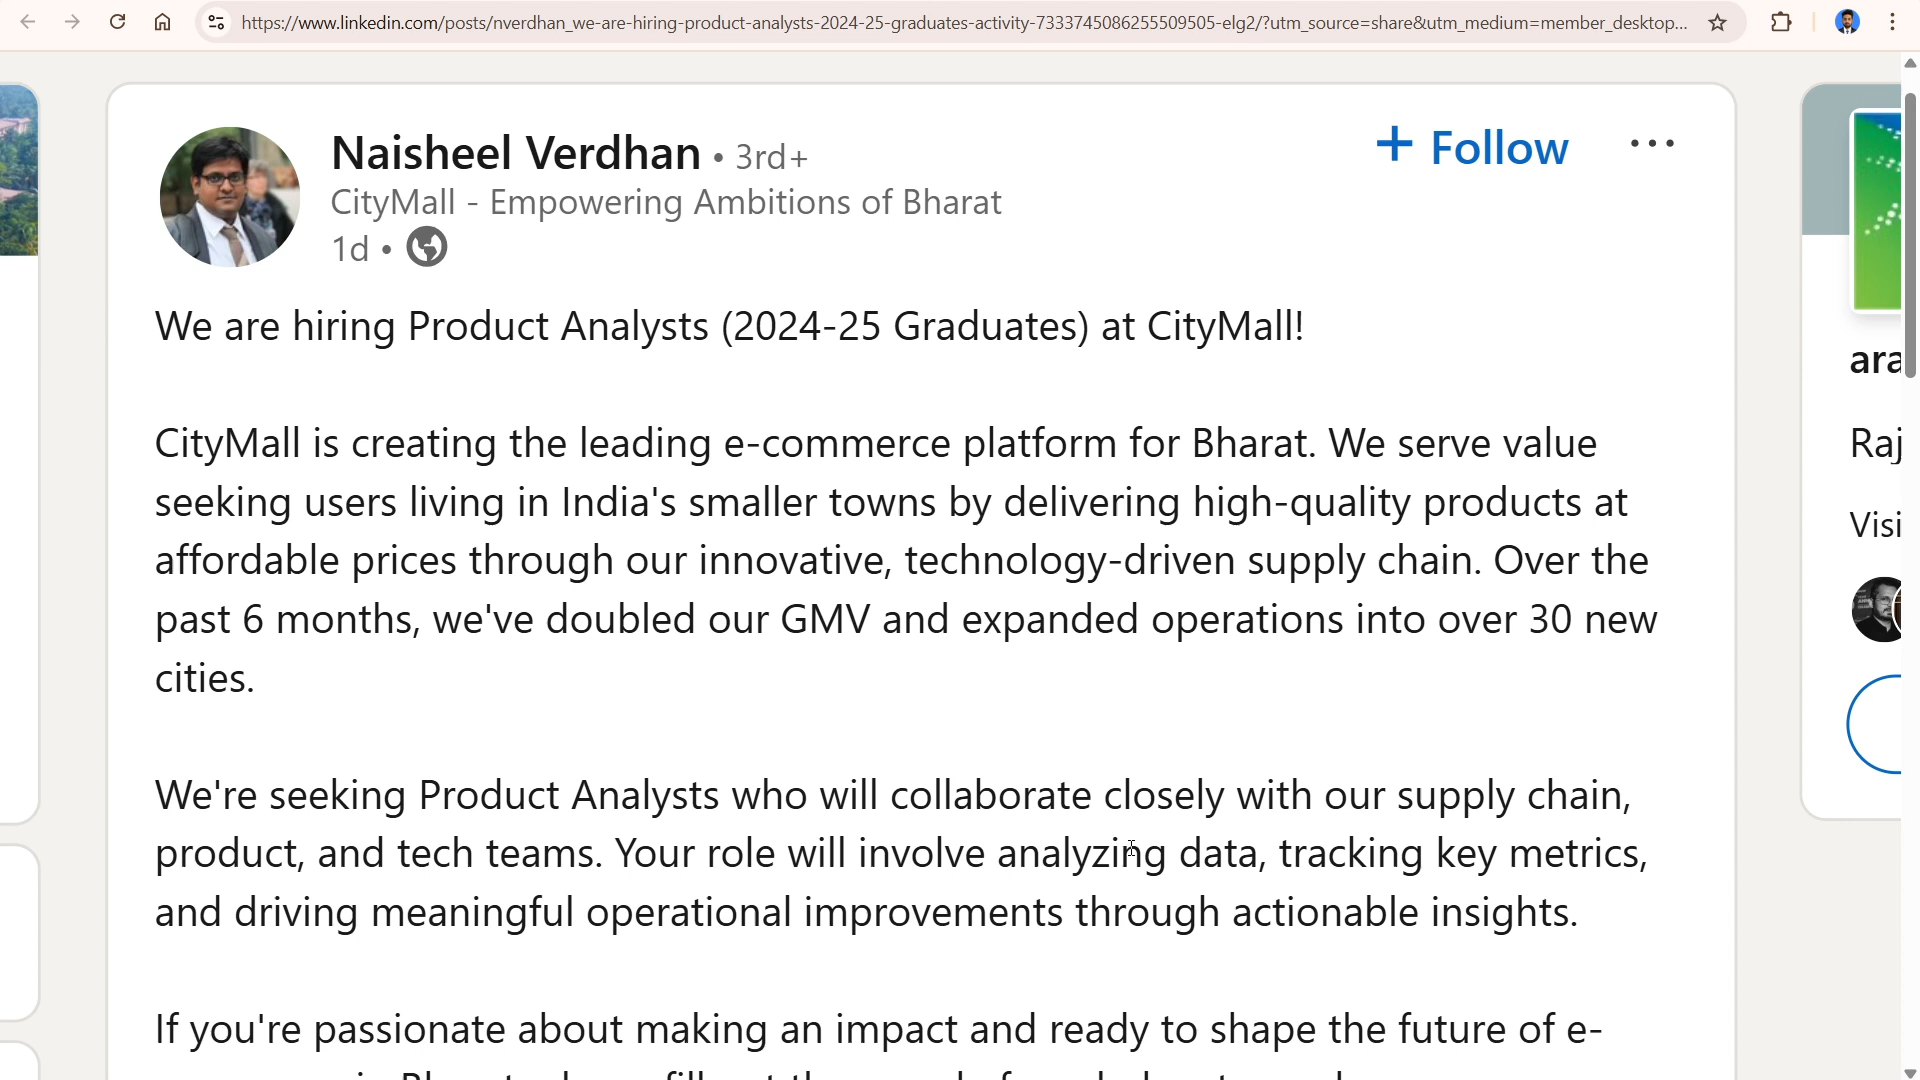 https://www.linkedin.com/posts/nverdhan_we-are-hiring-product-analysts-2024-25-graduates-activity-7333745086255509505-elg2/?utm_source=share&utm_medium=member_desktop...
Naisheel Verdhan • 3rd+
+ Follow
CityMall - Empowering Ambitions of Bharat
1d •
We are hiring Product Analysts (2024-25 Graduates) at CityMall!
CityMall is creating the leading e-commerce platform for Bharat. We serve value
seeking users living in India's smaller towns by delivering high-quality products at
affordable prices through our innovative, technology-driven supply chain. Over the
past 6 months, we've doubled our GMV and expanded operations into over 30 new
cities.
We're seeking Product Analysts who will collaborate closely with our supply chain,
product, and tech teams. Your role will involve analyzing data, tracking key metrics,
and driving meaningful operational improvements through actionable insights.
If you're passionate about making an impact and ready to shape the future of e-
ara
Raj
Visi